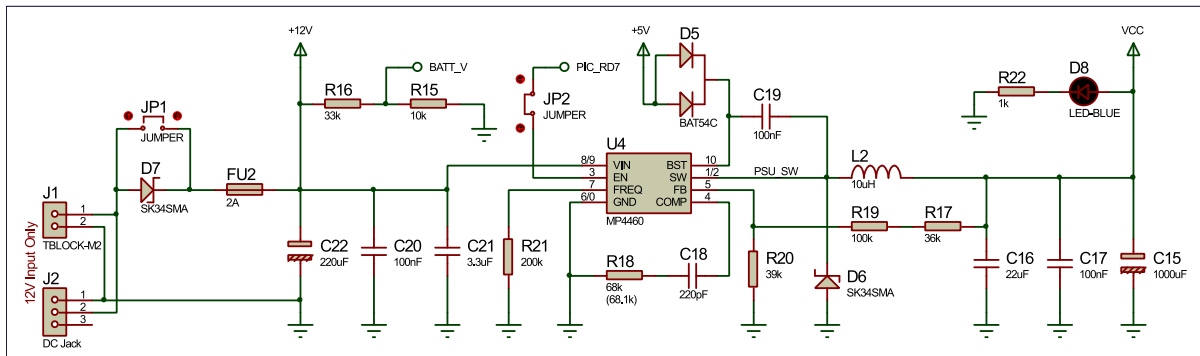 +12V
+5V
VCC
BATT_V
PIC_RD7
D5
BAT54C
R16
33k
R15
10k
JP2
JUMPER
JP1
JUMPER
D7
SK34SMA
FU2
2A
R22
1k
D8
LED-BLUE
C19
100nF
U4
8/9 VIN BST 10
3 EN SW 1/2
7 FREQ FB 5
6/0 GND COMP 4
MP4460
PSU_SW
L2
10uH
J1
1
2
TBLOCK-M2
12V Input Only
J2
1
2
3
DC Jack
C22
220uF
C20
100nF
C21
3.3uF
R21
200k
R18
68k
(68.1k)
C18
220pF
R20
39k
R19
100k
R17
36k
D6
SK34SMA
C16
22uF
C17
100nF
C15
1000uF